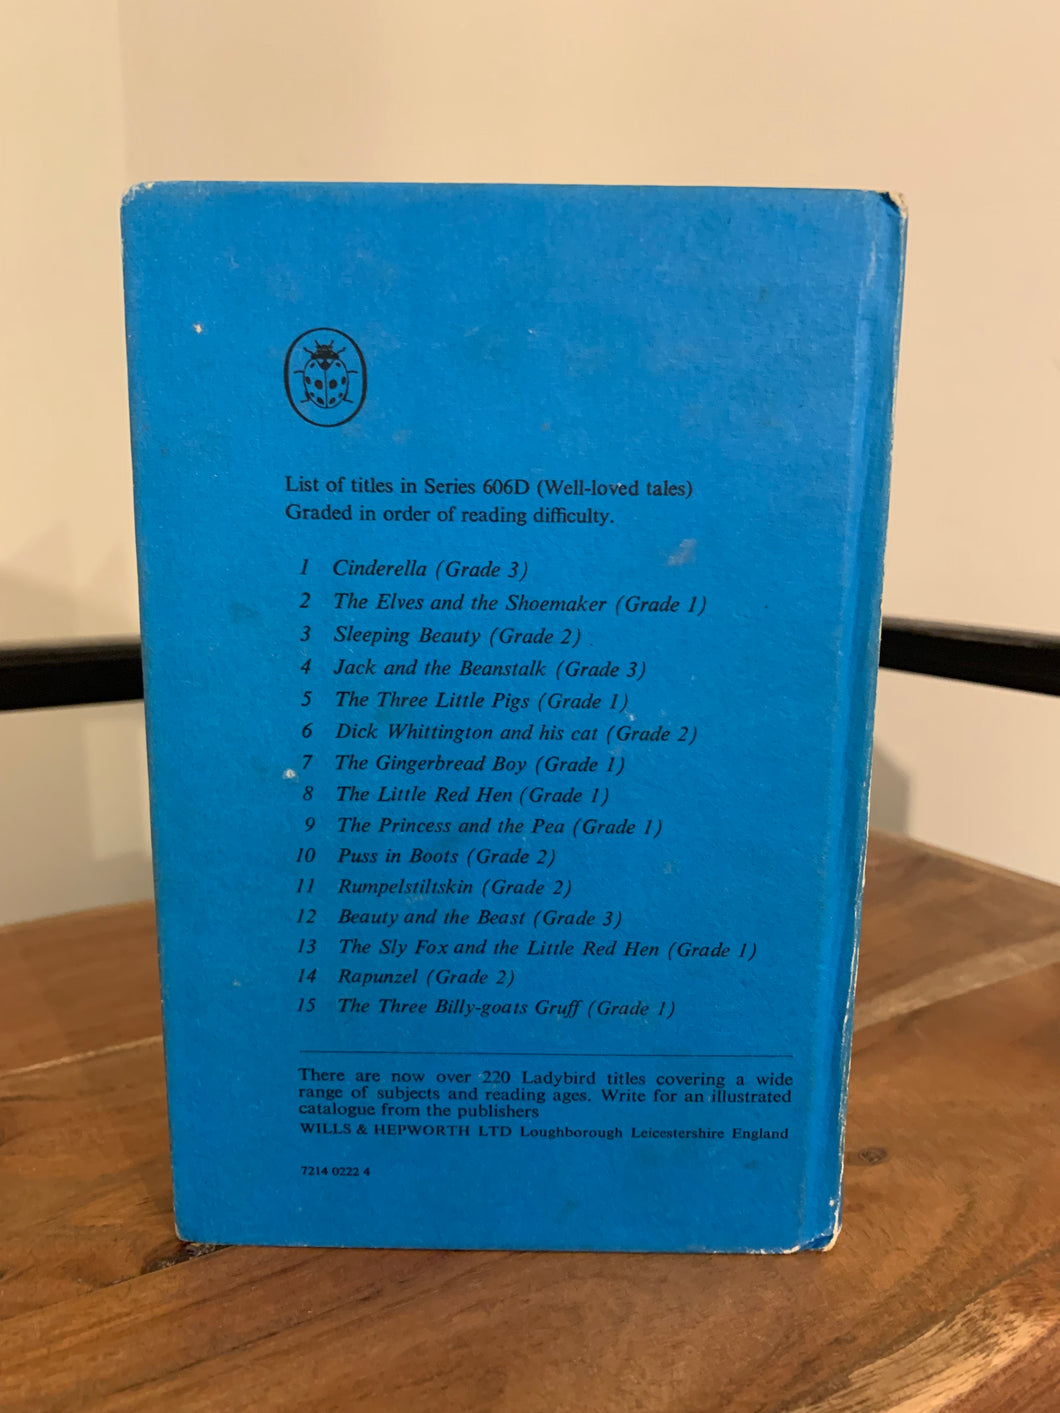 List of titles in Series 606D (Well-loved tales)
Graded in order of reading difficulty.
1 Cinderella (Grade 3)
2 The Elves and the Shoemaker (Grade 1)
3 Sleeping Beauty (Grade 2)
4 Jack and the Beanstalk (Grade 3)
5 The Three Little Pigs (Grade 1)
6 Dick Whittington and his cat (Grade 2)
7 The Gingerbread Boy (Grade 1)
8 The Little Red Hen (Grade 1)
9 The Princess and the Pea (Grade 1)
10 Puss in Boots (Grade 2)
11 Rumpelstiltskin (Grade 2)
12 Beauty and the Beast (Grade 3)
13 The Sly Fox and the Little Red Hen (Grade 1)
14 Rapunzel (Grade 2)
15 The Three Billy-goats Gruff (Grade 1)
There are now over 220 Ladybird titles covering a wide
range of subjects and reading ages. Write for an illustrated
catalogue from the publishers
WILLS & HEPWORTH LTD Loughborough Leicestershire England
7214 0222 4